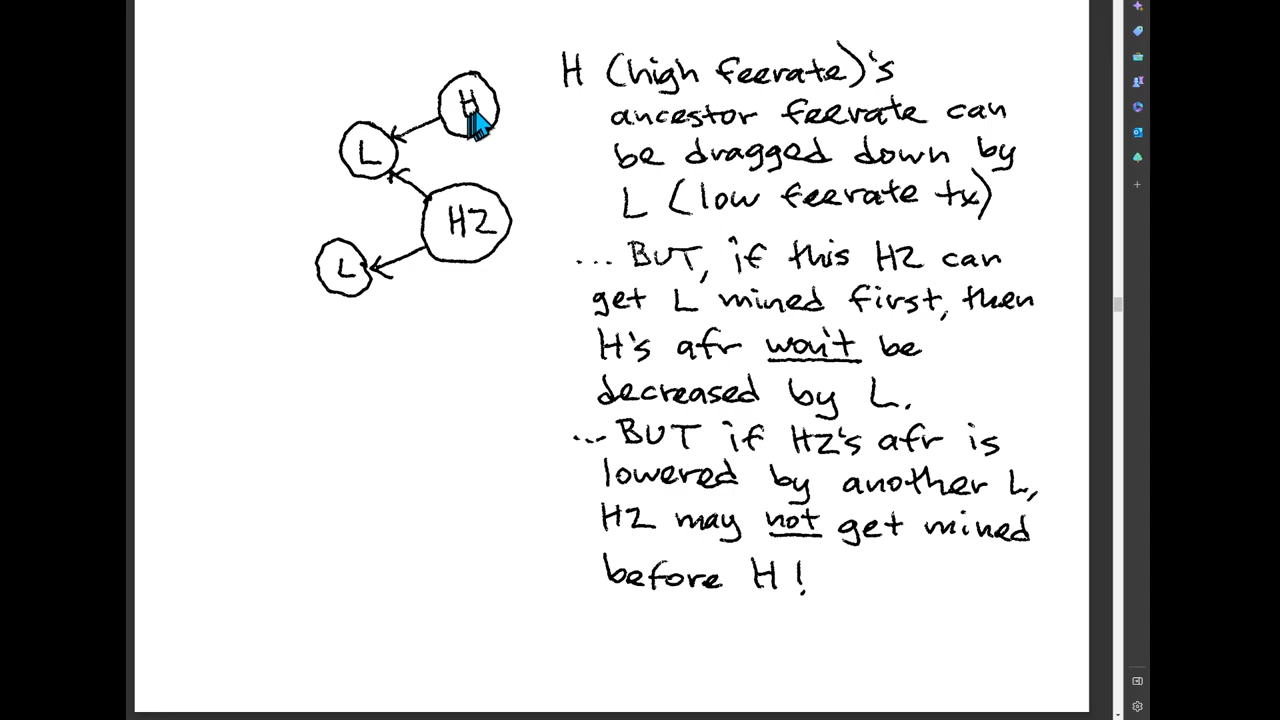 H (high feerate)'s
ancestor feerate can
be dragged down by
L (low feerate tx)
... BUT, if this H2 can
get L mined first, then
H's afr won't be
decreased by L.
... BUT if H2's afr is
lowered by another L,
H2 may not get mined
before H!
H
L
H2
L